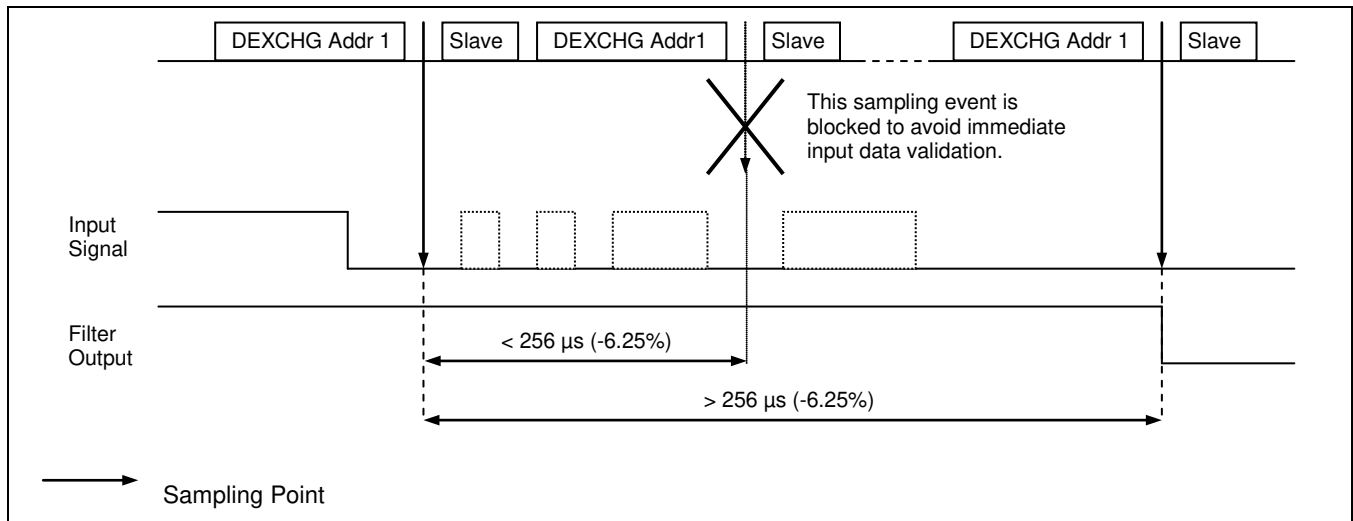 DEXCHG Addr 1
Slave
DEXCHG Addr1
Slave
DEXCHG Addr 1
Slave
This sampling event is
blocked to avoid immediate
input data validation.
Input
Signal
Filter
Output
< 256 µs (-6.25%)
> 256 µs (-6.25%)
Sampling Point